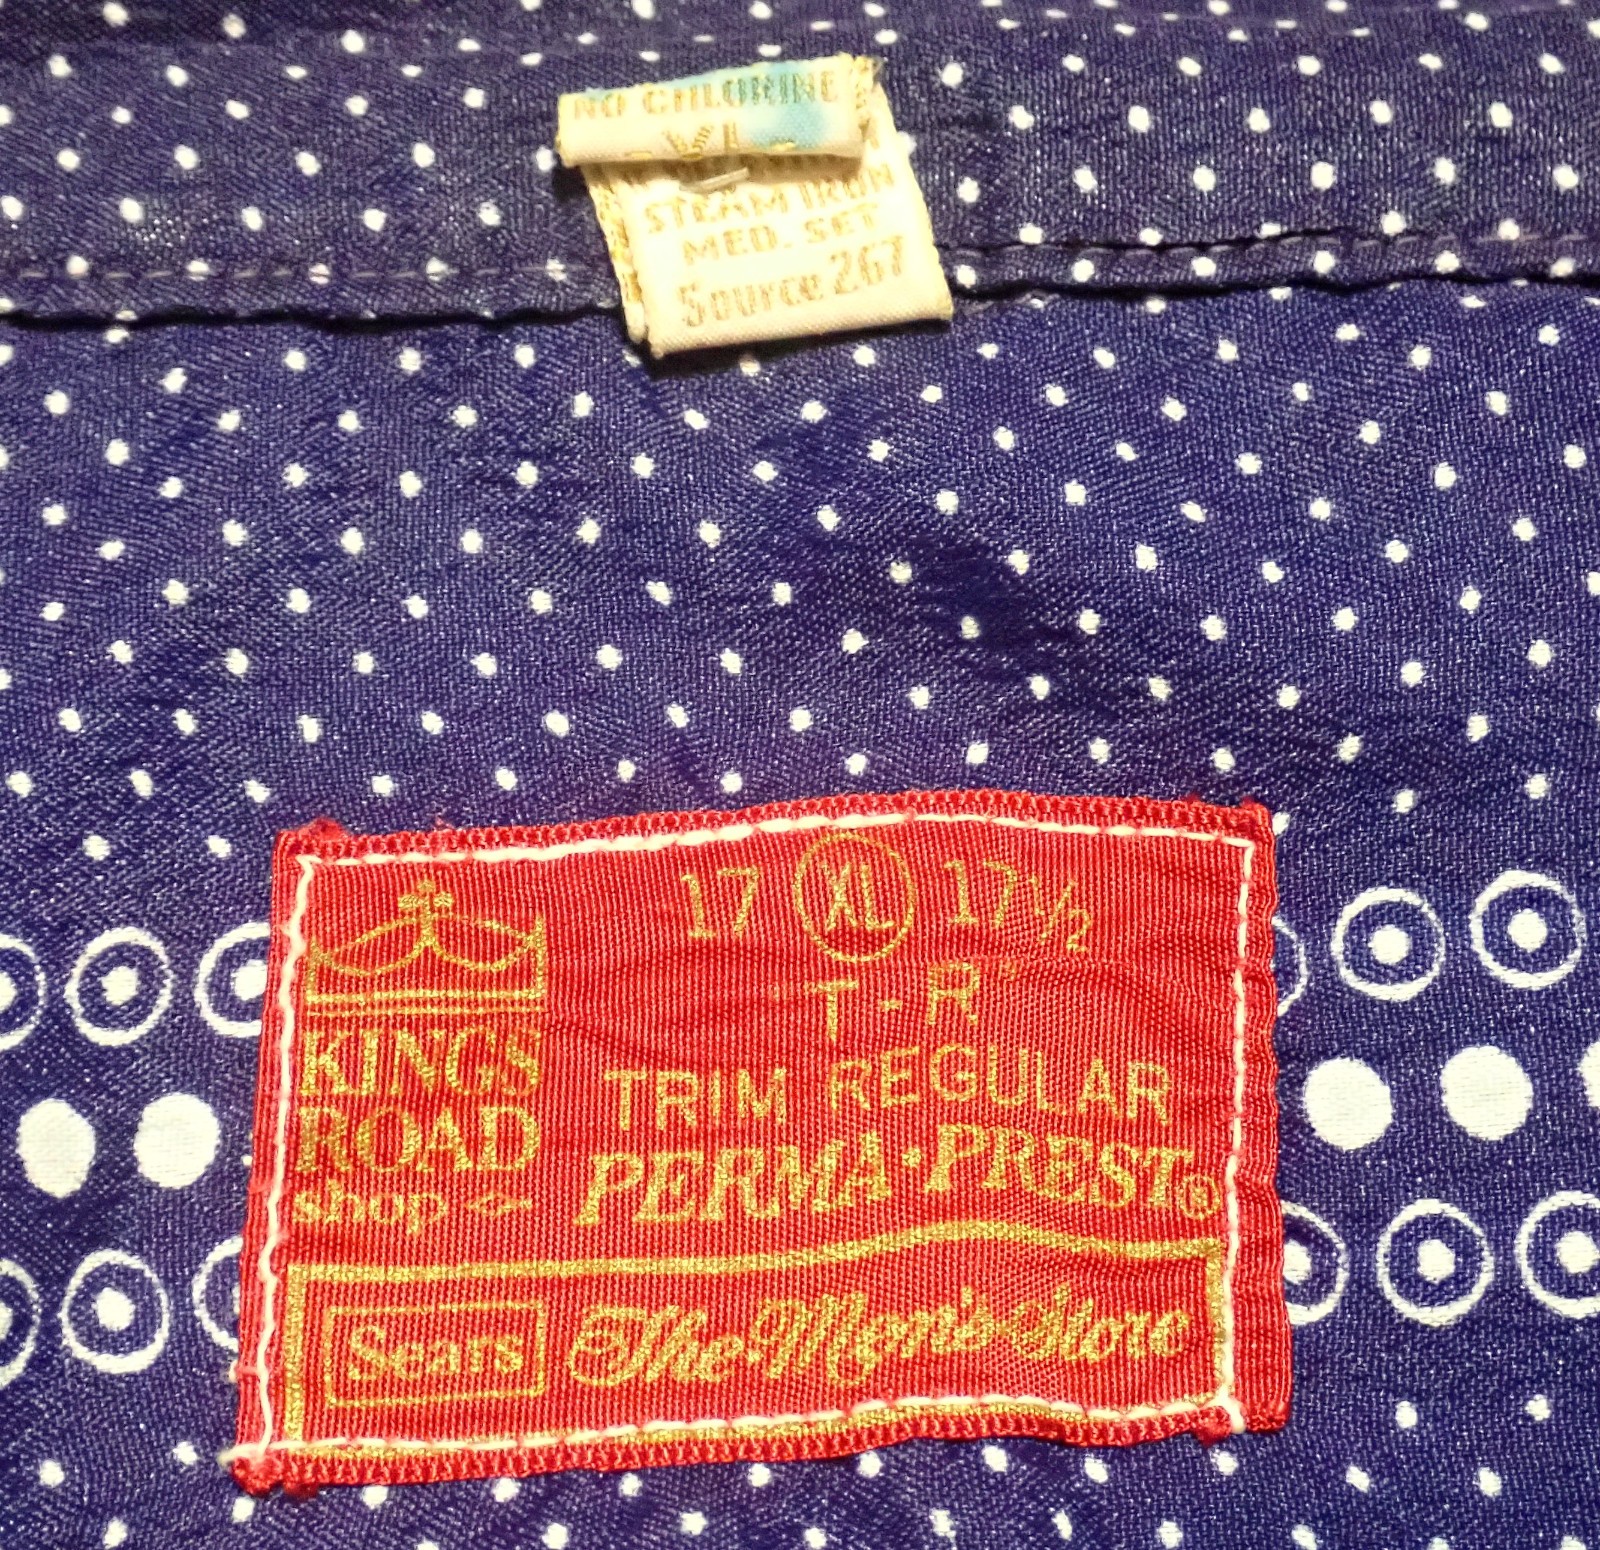 NO CHLORINE
STEAM IRON
MED. SET
Source 267
17 XL 17½
T-R"
TRIM REGULAR
PERMA·PREST®
KINGS
ROAD
shop
Sears The Men's Store